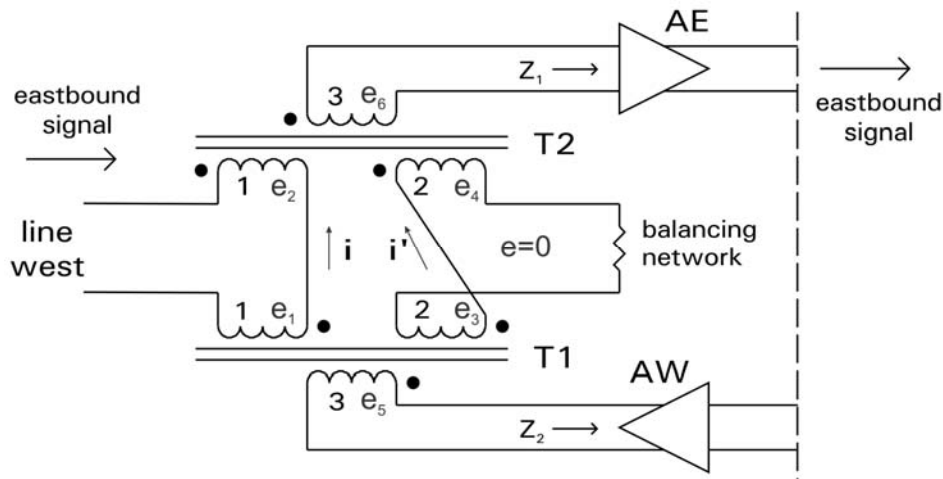 AE
Z₁
3 e₆
eastbound
signal
eastbound
signal
T2
1 e₂
2 e₄
line
west
i
i'
e=0
balancing
network
1 e₁
2 e₃
T1
AW
3 e₅
Z₂